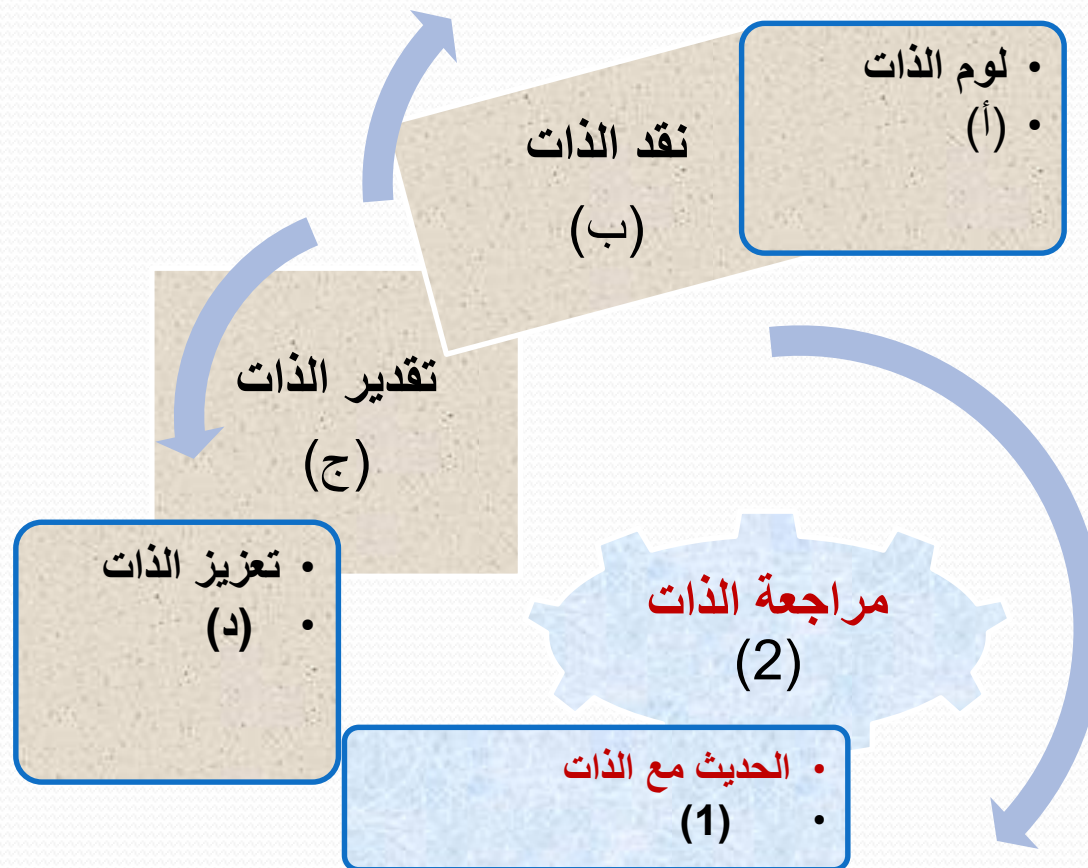 • لوم الذات
• (أ)
نقد الذات
(ب)
تقدير الذات
(ج)
• تعزيز الذات
• (د)
مراجعة الذات
(2)
• الحديث مع الذات
• (1)